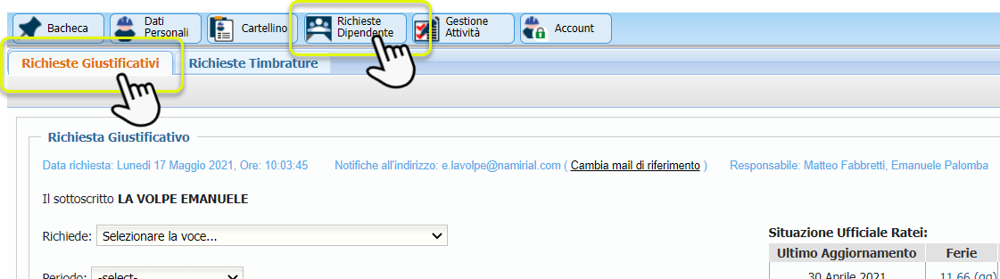 Bacheca
Dati Personali
Cartellino
Richieste Dipendente
Gestione Attività
Account
Richieste Giustificativi
Richieste Timbrature
Richiesta Giustificativo
Data richiesta: Lunedì 17 Maggio 2021, Ore: 10:03:45
Notifiche all'indirizzo: e.lavolpe@namirial.com ( Cambia mail di riferimento )
Responsabile: Matteo Fabbretti, Emanuele Palomba
Il sottoscritto LA VOLPE EMANUELE
Richiede: Selezionare la voce...
Situazione Ufficiale Ratei:
Ultimo Aggiornamento Ferie
Periodo: -select-
30 Aprile 2021 11,66 (gg)